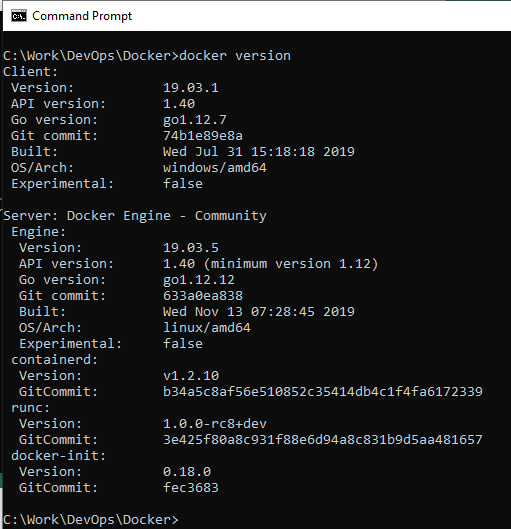 Command Prompt
C:\Work\DevOps\Docker>docker version
Client:
 Version:           19.03.1
 API version:       1.40
 Go version:        go1.12.7
 Git commit:        74b1e89e8a
 Built:             Wed Jul 31 15:18:18 2019
 OS/Arch:           windows/amd64
 Experimental:      false
Server: Docker Engine - Community
 Engine:
  Version:          19.03.5
  API version:      1.40 (minimum version 1.12)
  Go version:       go1.12.12
  Git commit:       633a0ea838
  Built:            Wed Nov 13 07:28:45 2019
  OS/Arch:          linux/amd64
  Experimental:     false
 containerd:
  Version:          v1.2.10
  GitCommit:        b34a5c8af56e510852c35414db4c1f4fa6172339
 runc:
  Version:          1.0.0-rc8+dev
  GitCommit:        3e425f80a8c931f88e6d94a8c831b9d5aa481657
 docker-init:
  Version:          0.18.0
  GitCommit:        fec3683
C:\Work\DevOps\Docker>